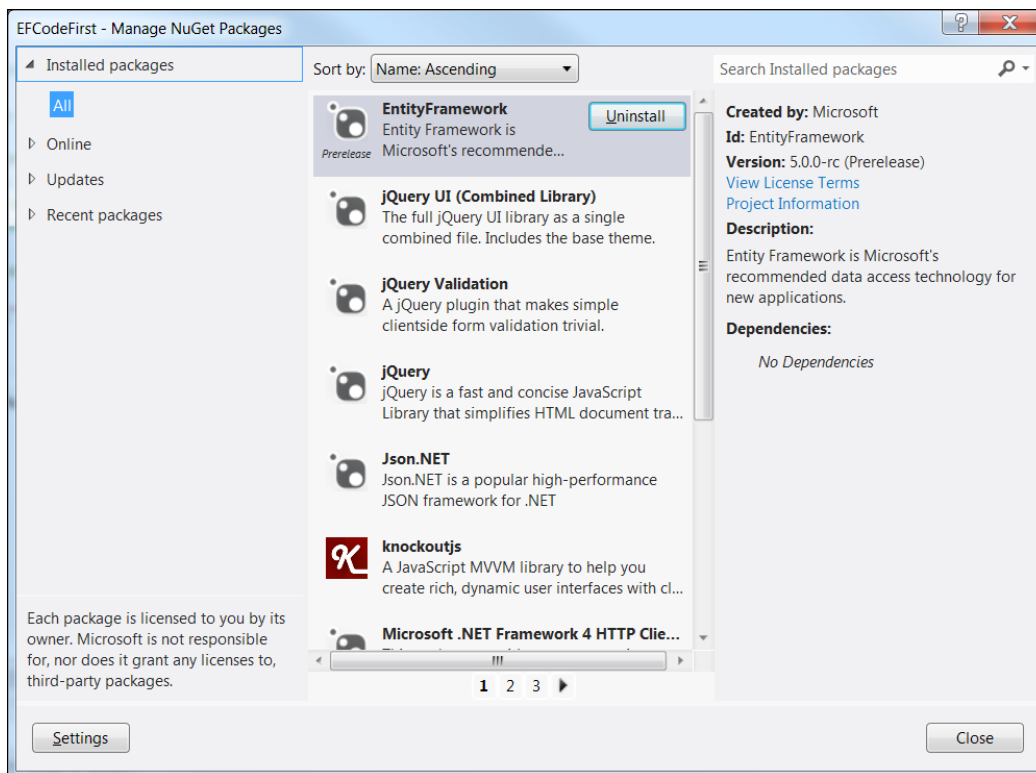 EFCodeFirst - Manage NuGet Packages
Installed packages
All
Online
Updates
Recent packages
Each package is licensed to you by its
owner. Microsoft is not responsible
for, nor does it grant any licenses to,
third-party packages.
Sort by: Name: Ascending
EntityFramework
Uninstall
Prerelease
Entity Framework is
Microsoft's recommende...
jQuery UI (Combined Library)
The full jQuery UI library as a single
combined file. Includes the base theme.
jQuery Validation
A jQuery plugin that makes simple
clientside form validation trivial.
jQuery
jQuery is a fast and concise JavaScript
Library that simplifies HTML document tra...
Json.NET
Json.NET is a popular high-performance
JSON framework for .NET
knockoutjs
A JavaScript MVVM library to help you
create rich, dynamic user interfaces with cl...
Microsoft .NET Framework 4 HTTP Clie...
1 2 3
Search Installed packages
Created by: Microsoft
Id: EntityFramework
Version: 5.0.0-rc (Prerelease)
View License Terms
Project Information
Description:
Entity Framework is Microsoft's
recommended data access technology for
new applications.
Dependencies:
No Dependencies
Settings
Close